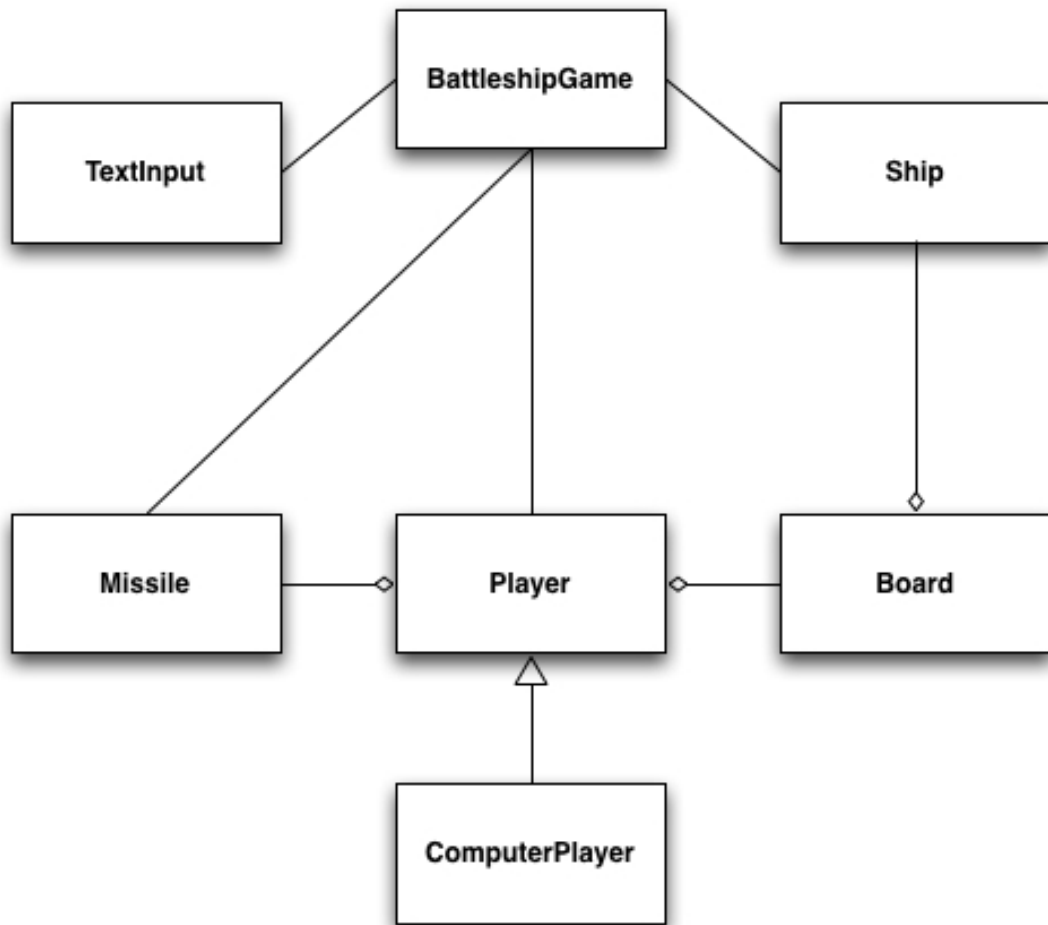 BattleshipGame
TextInput
Ship
Missile
Player
Board
ComputerPlayer